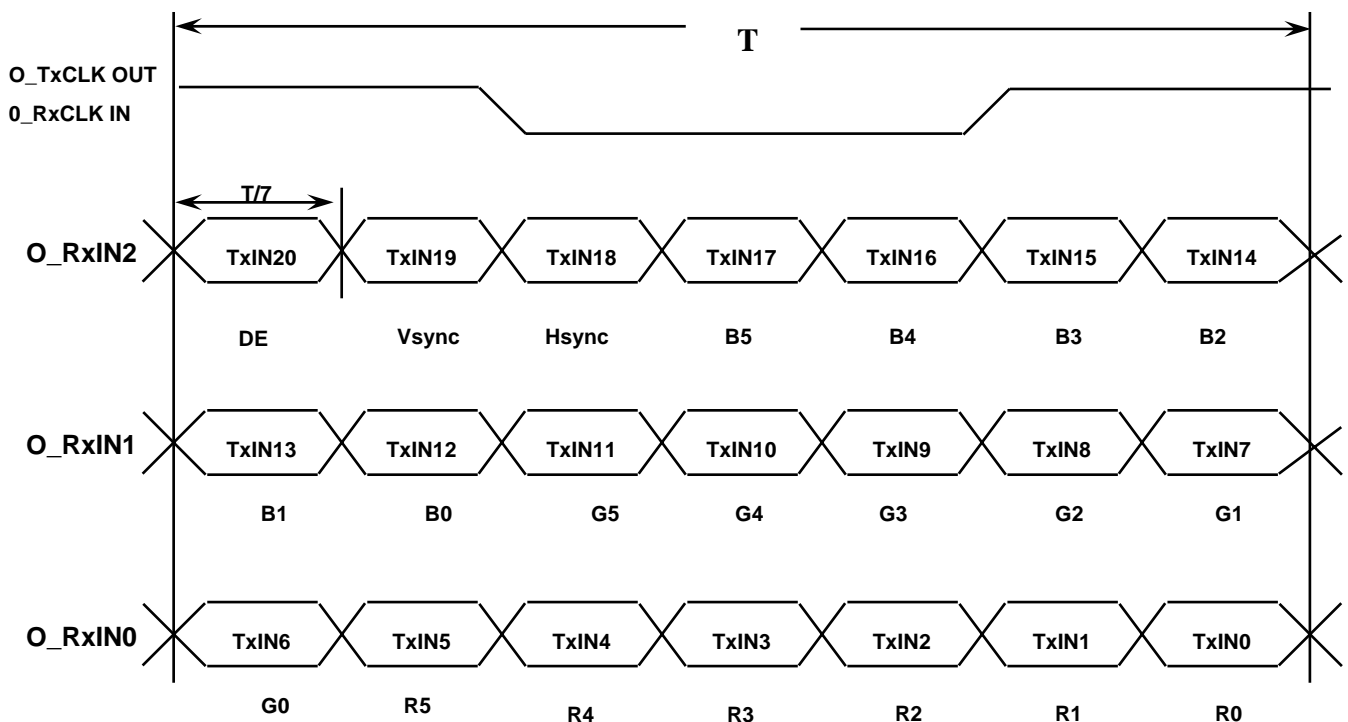 T
O_TxCLK OUT
0_RxCLK IN
T/7
O_RxIN2 TxIN20 TxIN19 TxIN18 TxIN17 TxIN16 TxIN15 TxIN14
DE Vsync Hsync B5 B4 B3 B2
O_RxIN1 TxIN13 TxIN12 TxIN11 TxIN10 TxIN9 TxIN8 TxIN7
B1 B0 G5 G4 G3 G2 G1
O_RxIN0 TxIN6 TxIN5 TxIN4 TxIN3 TxIN2 TxIN1 TxIN0
G0 R5 R4 R3 R2 R1 R0